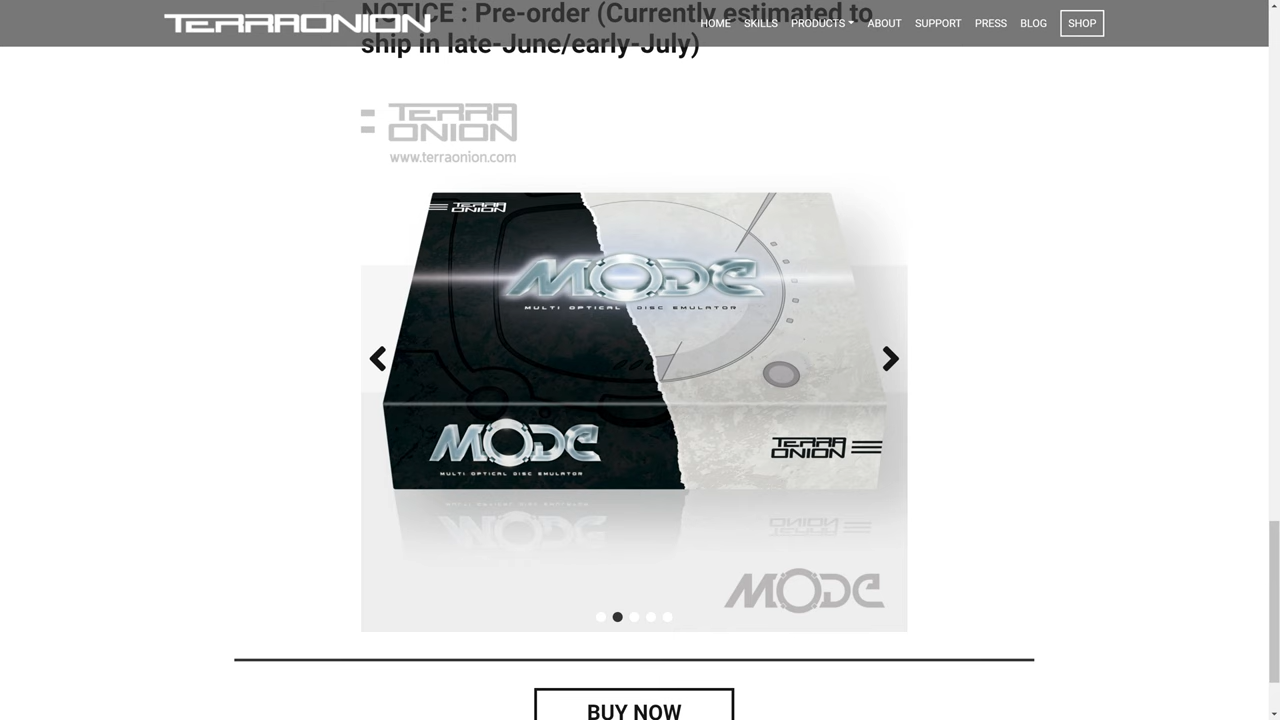 NOTICE : Pre-order (Currently estimated to
ship in late-June/early-July)
TERRAONION
HOME SKILLS PRODUCTS ABOUT SUPPORT PRESS BLOG SHOP
TERRA
ONION
www.terraonion.com
TERRA
ONION
MODE
MULTI OPTICAL DISC EMULATOR
MODE
MULTI OPTICAL DISC EMULATOR
TERRA
ONION
MODE
BUY NOW